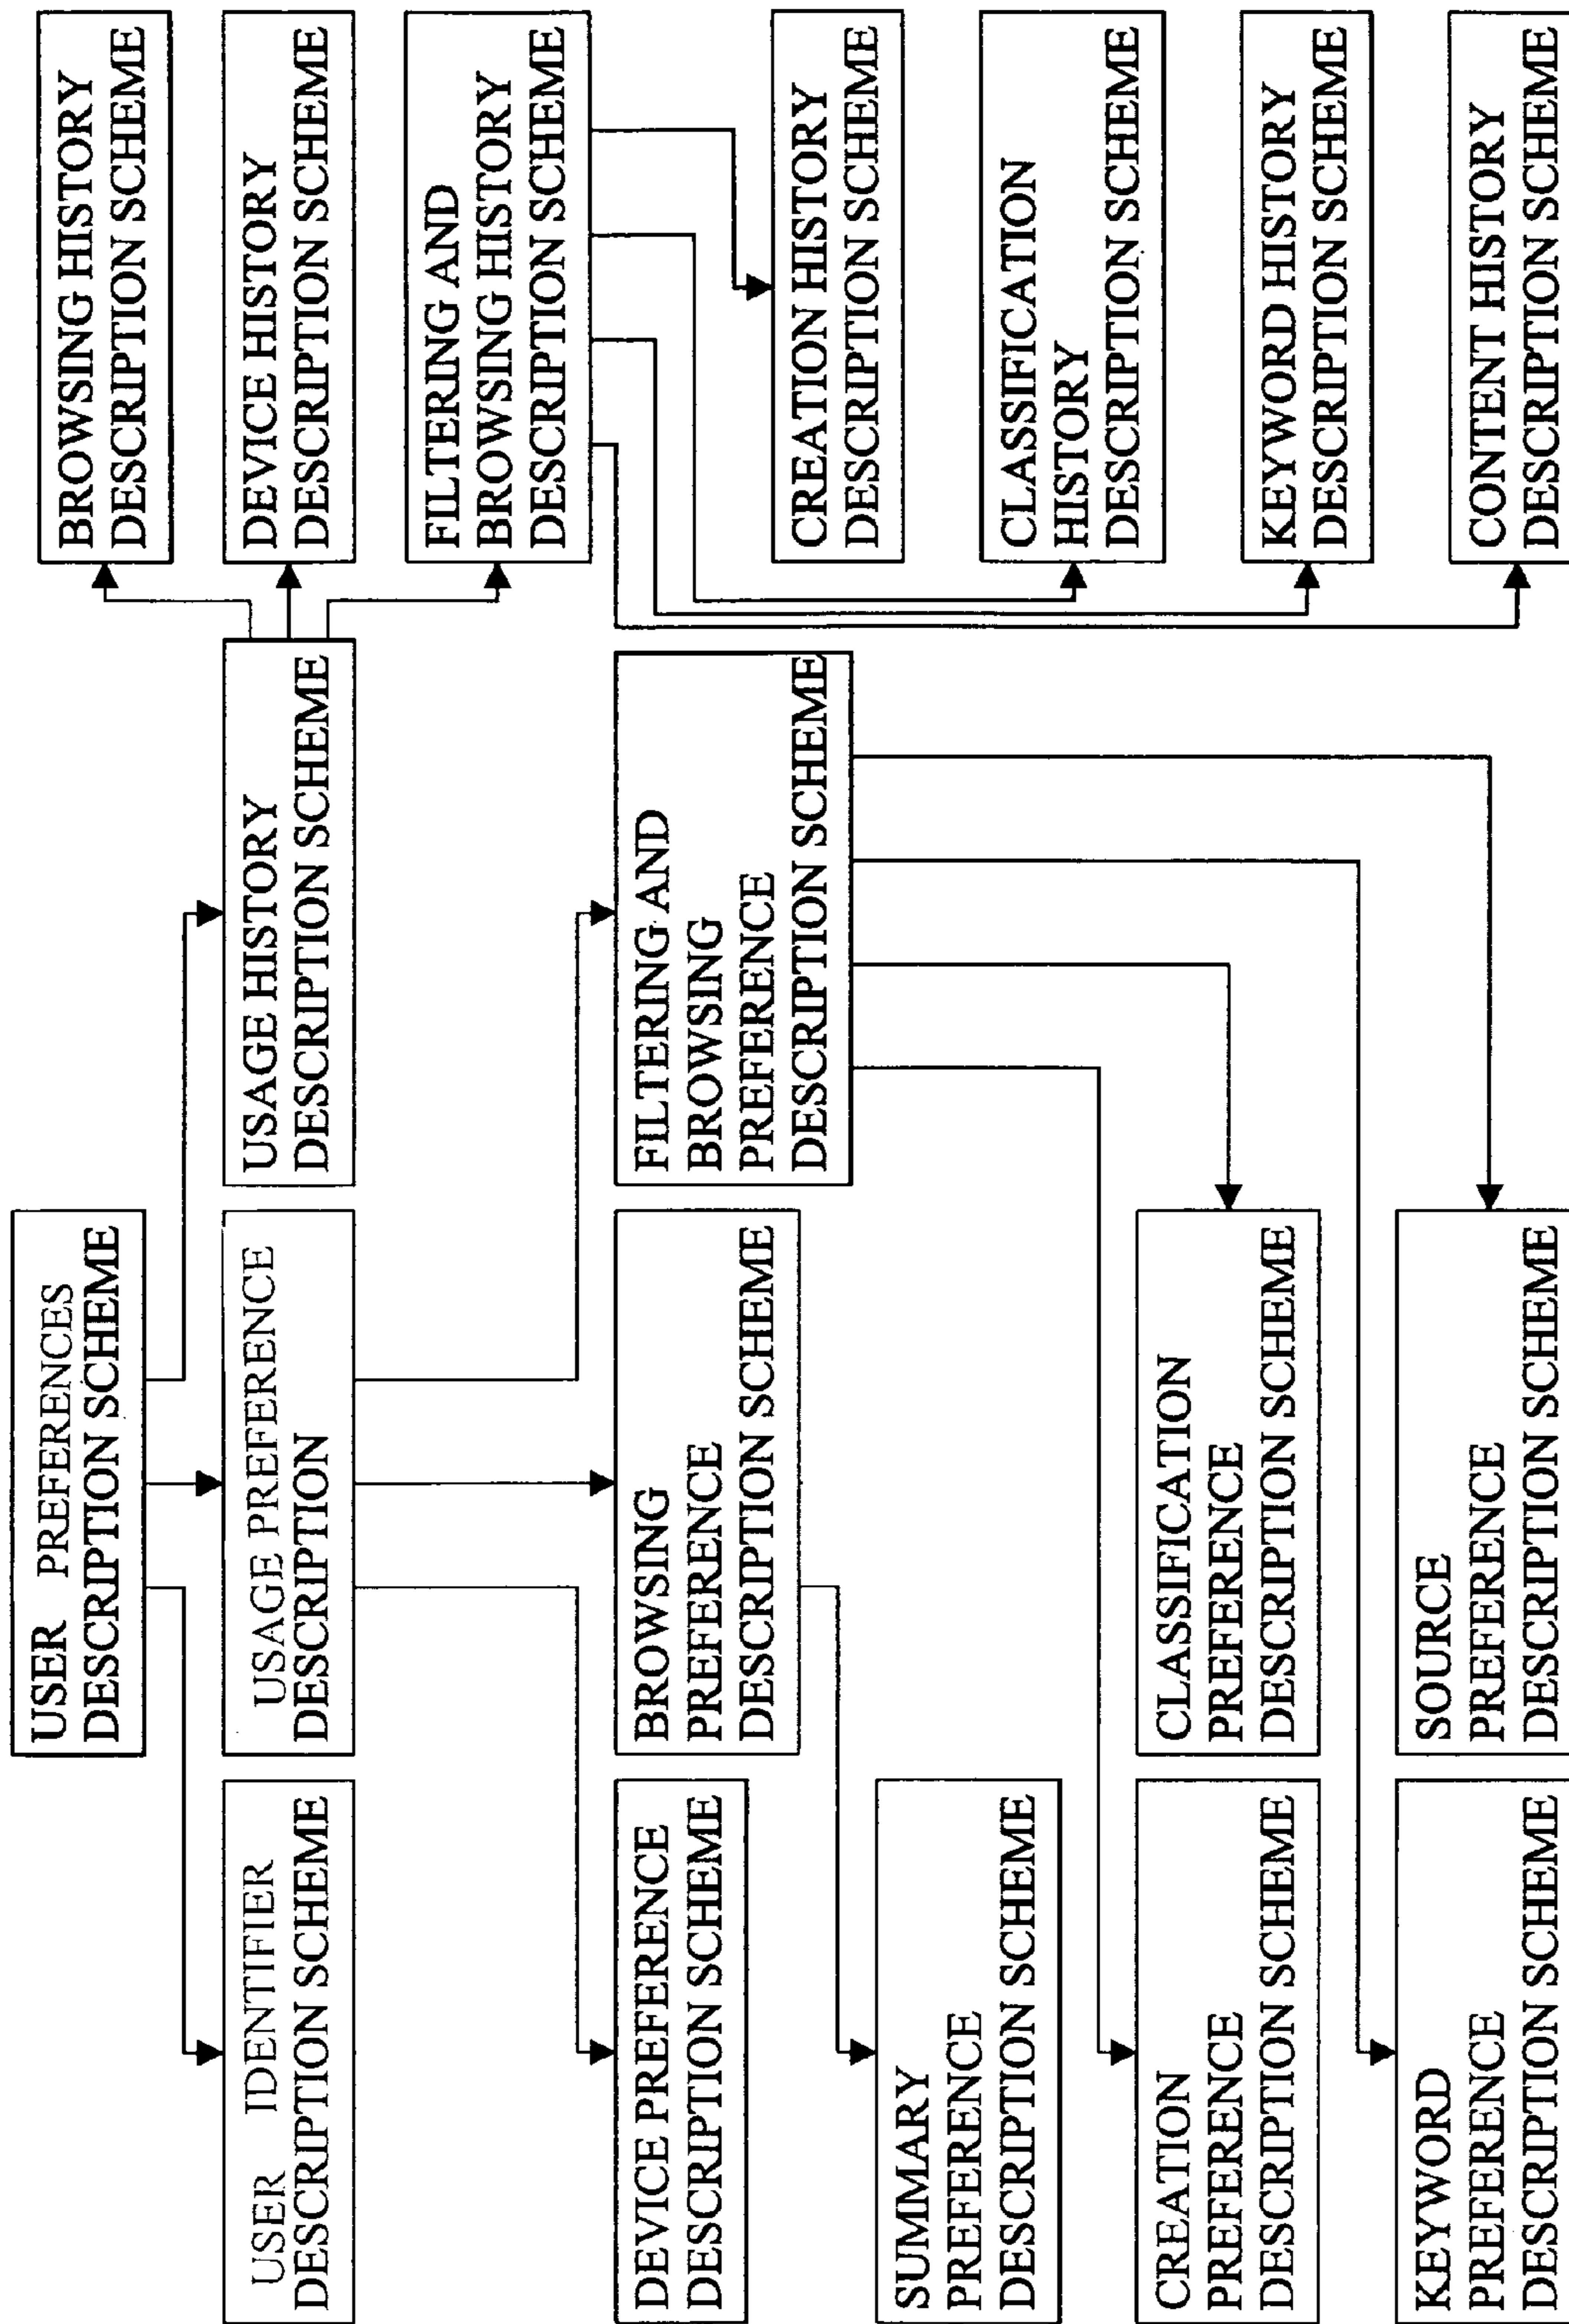 USER PREFERENCES
DESCRIPTION SCHEME
USER IDENTIFIER
DESCRIPTION SCHEME
USAGE PREFERENCE
DESCRIPTION
USAGE HISTORY
DESCRIPTION SCHEME
BROWSING HISTORY
DESCRIPTION SCHEME
DEVICE HISTORY
DESCRIPTION SCHEME
FILTERING AND
BROWSING HISTORY
DESCRIPTION SCHEME
CREATION HISTORY
DESCRIPTION SCHEME
CLASSIFICATION
HISTORY
DESCRIPTION SCHEME
KEYWORD HISTORY
DESCRIPTION SCHEME
CONTENT HISTORY
DESCRIPTION SCHEME
DEVICE PREFERENCE
DESCRIPTION SCHEME
BROWSING
PREFERENCE
DESCRIPTION SCHEME
FILTERING AND
BROWSING
PREFERENCE
DESCRIPTION SCHEME
SUMMARY
PREFERENCE
DESCRIPTION SCHEME
CREATION
PREFERENCE
DESCRIPTION SCHEME
CLASSIFICATION
PREFERENCE
DESCRIPTION SCHEME
KEYWORD
PREFERENCE
DESCRIPTION SCHEME
SOURCE
PREFERENCE
DESCRIPTION SCHEME